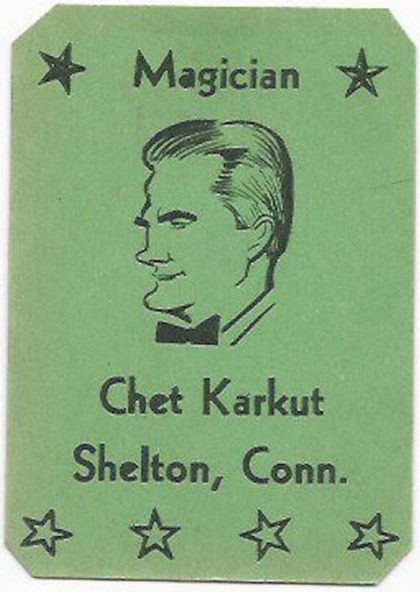 Magician
Chet Karkut
Shelton, Conn.